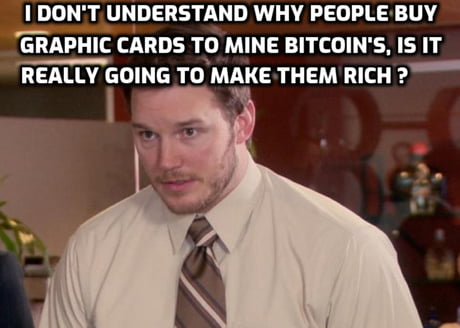 I DON'T UNDERSTAND WHY PEOPLE BUY
GRAPHIC CARDS TO MINE BITCOIN'S, IS IT
REALLY GOING TO MAKE THEM RICH ?